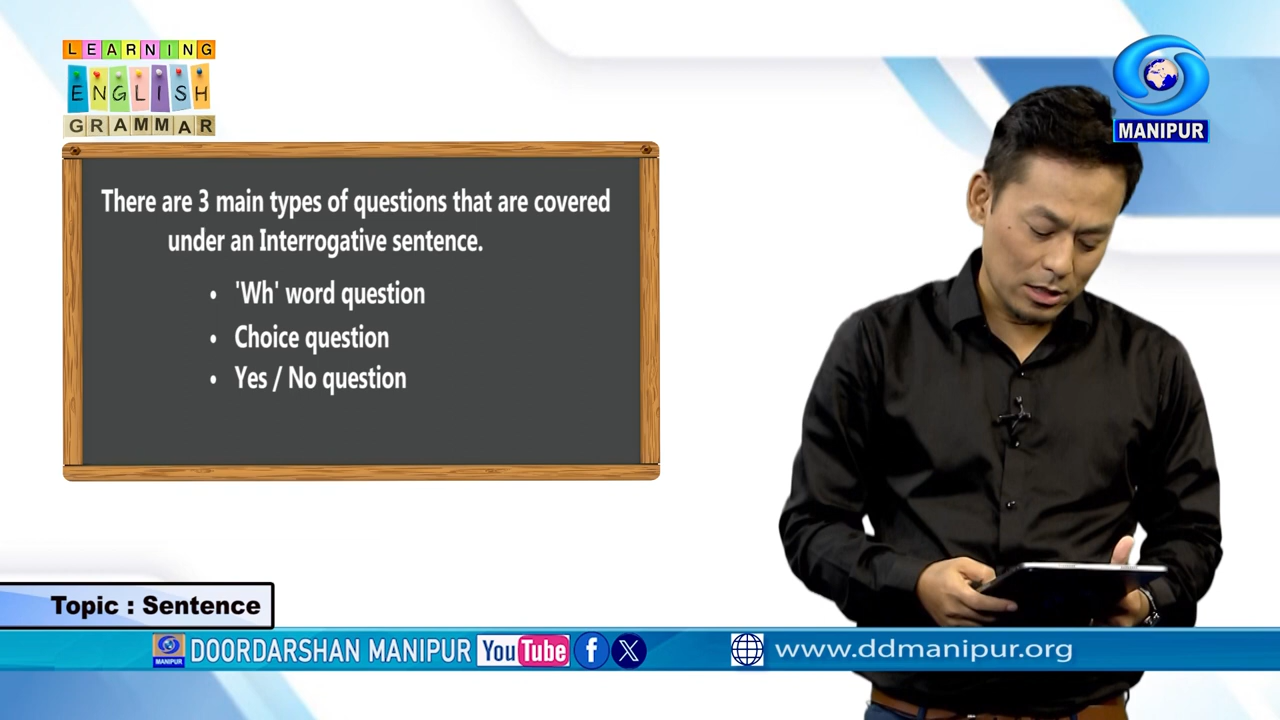 LEARNING
ENGLISH
GRAMMAR
MANIPUR
There are 3 main types of questions that are covered
under an Interrogative sentence.
• 'Wh' word question
• Choice question
• Yes / No question
Topic : Sentence
MANIPUR
DOORDARSHAN MANIPUR YouTube f X www.ddmanipur.org